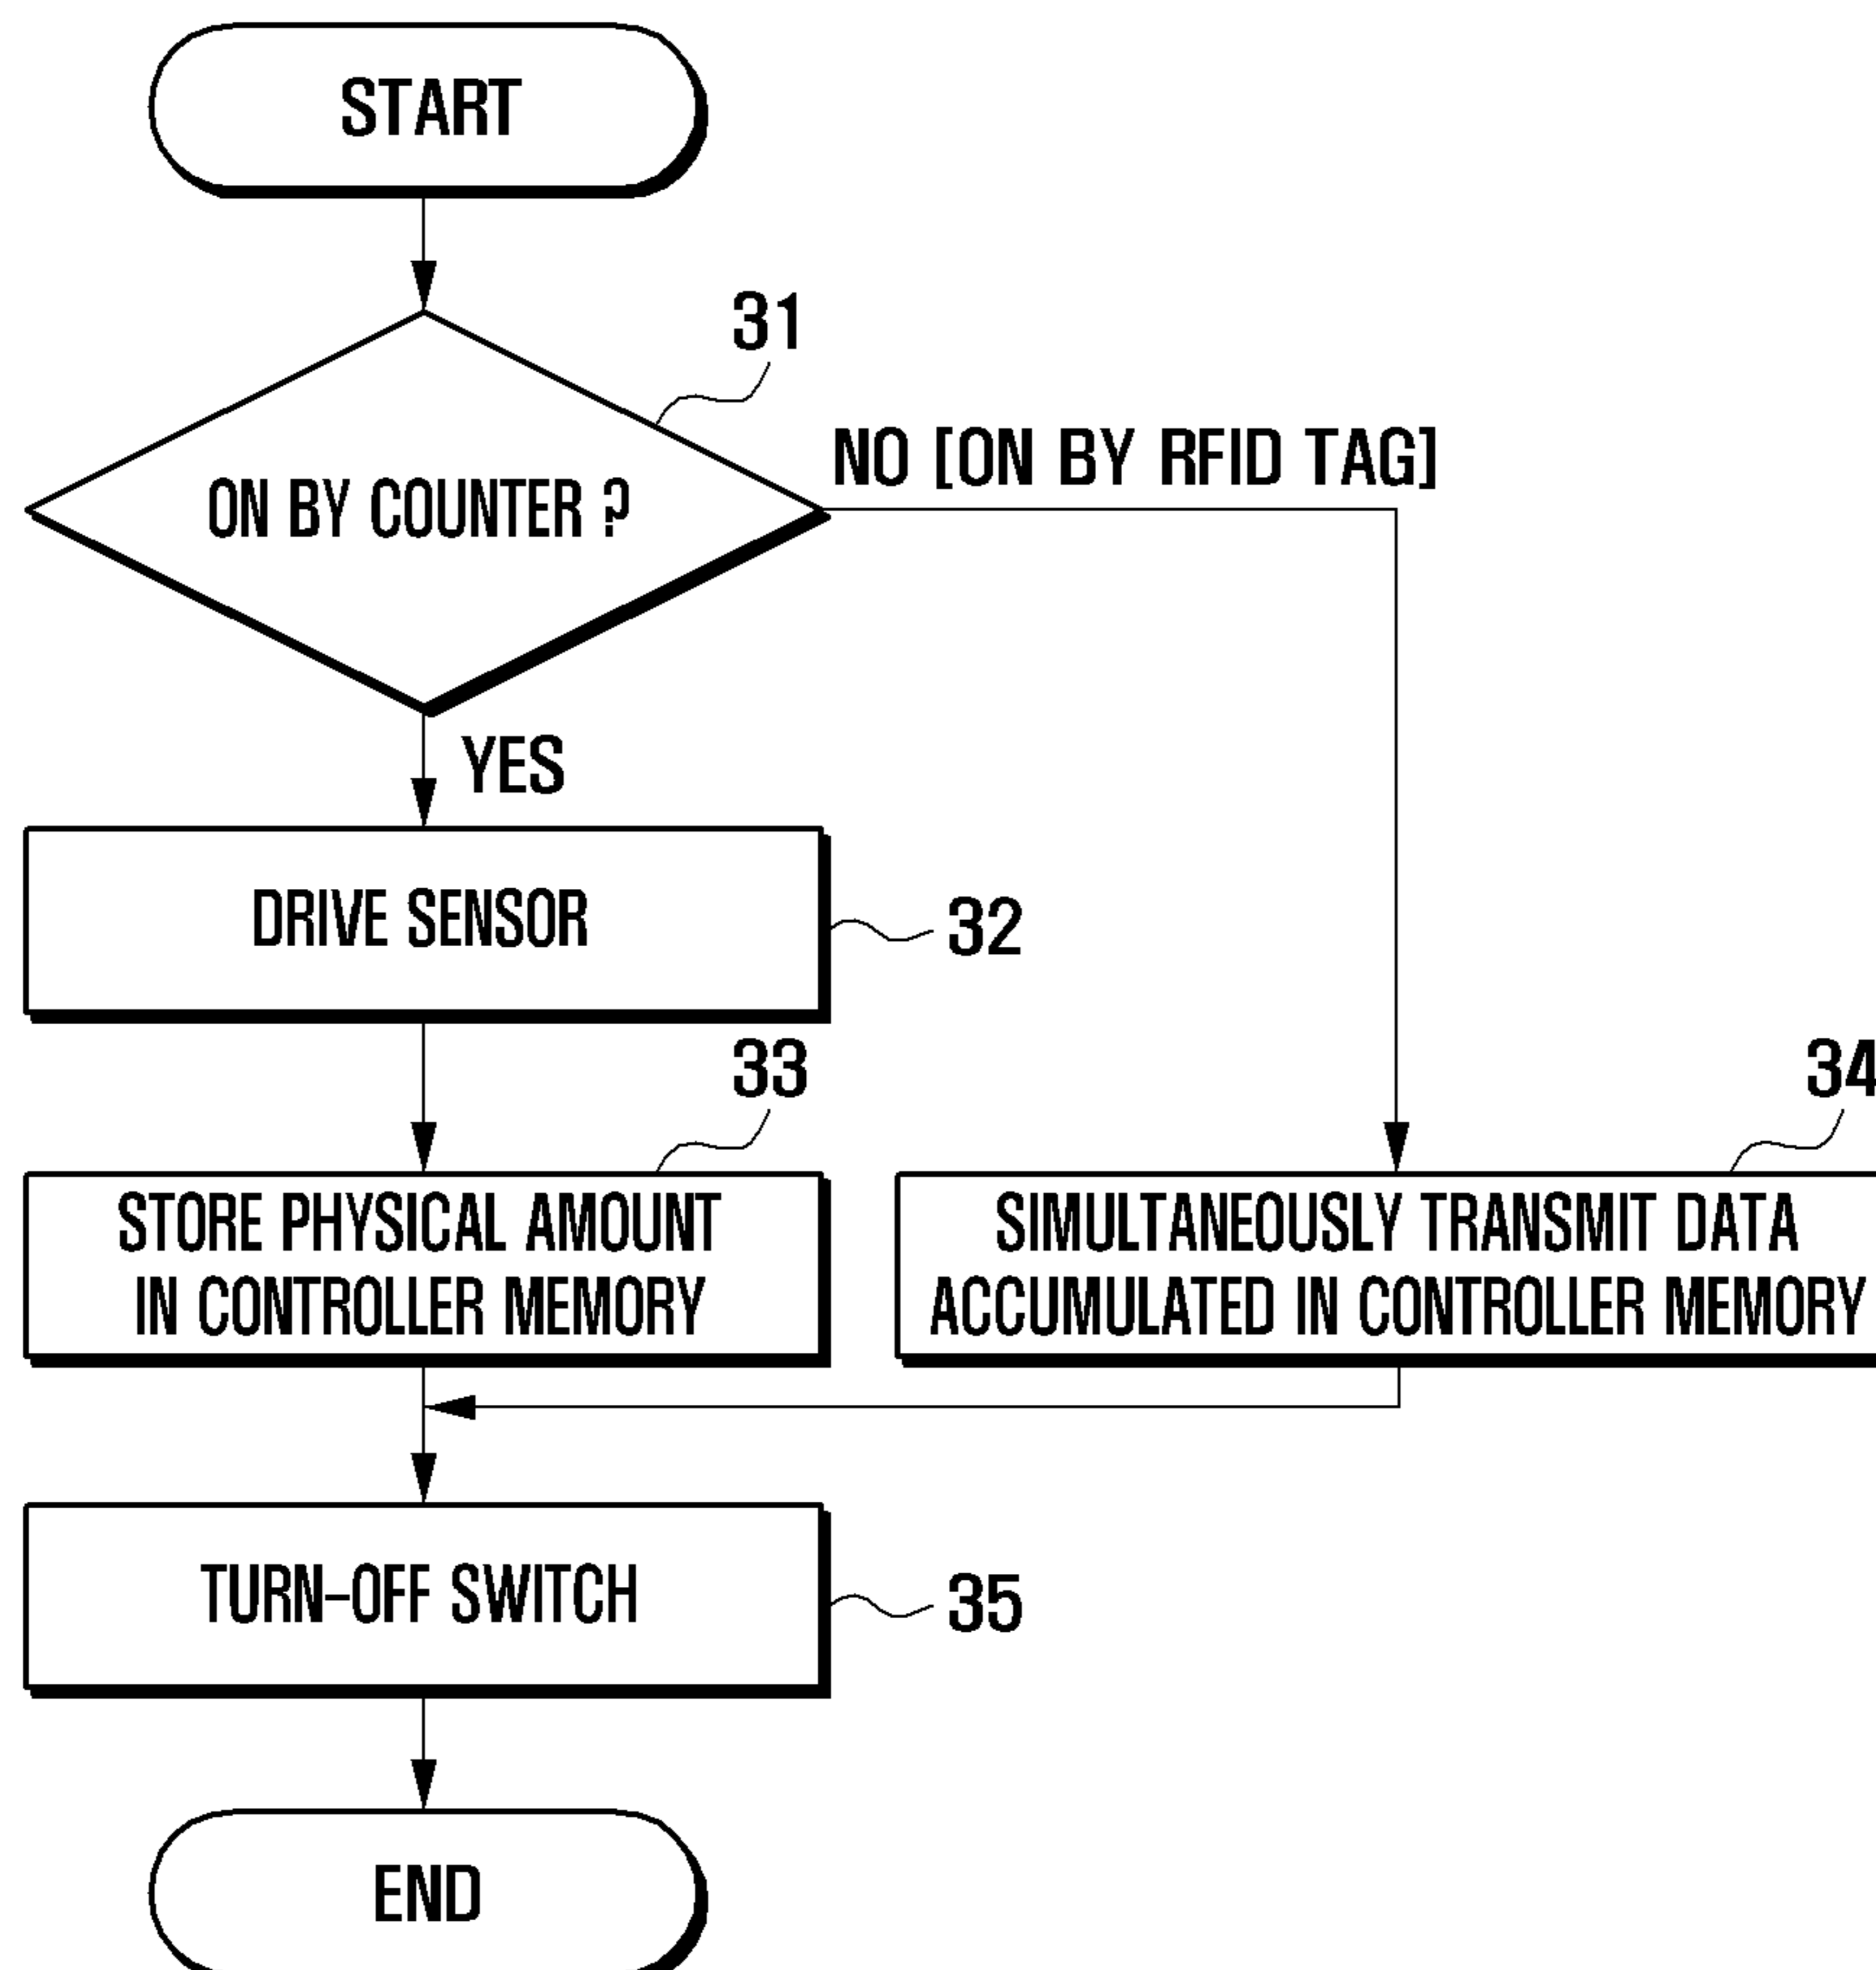 START
31
NO [ON BY RFID TAG]
ON BY COUNTER ?
YES
DRIVE SENSOR
32
33
34
STORE PHYSICAL AMOUNT
IN CONTROLLER MEMORY
SIMULTANEOUSLY TRANSMIT DATA
ACCUMULATED IN CONTROLLER MEMORY
TURN-OFF SWITCH
35
END